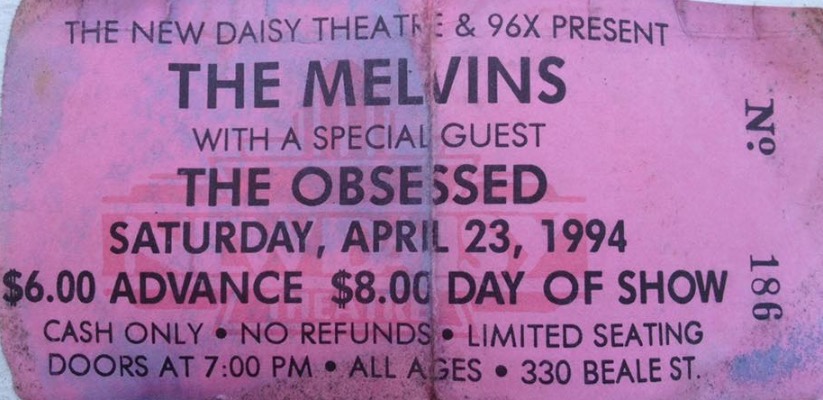 THE NEW DAISY THEATRE & 96X PRESENT
THE MELVINS
WITH A SPECIAL GUEST
THE OBSESSED
SATURDAY, APRIL 23, 1994
$6.00 ADVANCE $8.00 DAY OF SHOW
CASH ONLY • NO REFUNDS • LIMITED SEATING
DOORS AT 7:00 PM • ALL AGES • 330 BEALE ST.
Nº 186
THEATRE